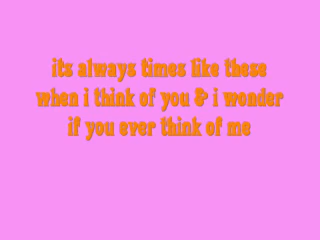 its always times like these
when i think of you & i wonder
if you ever think of me